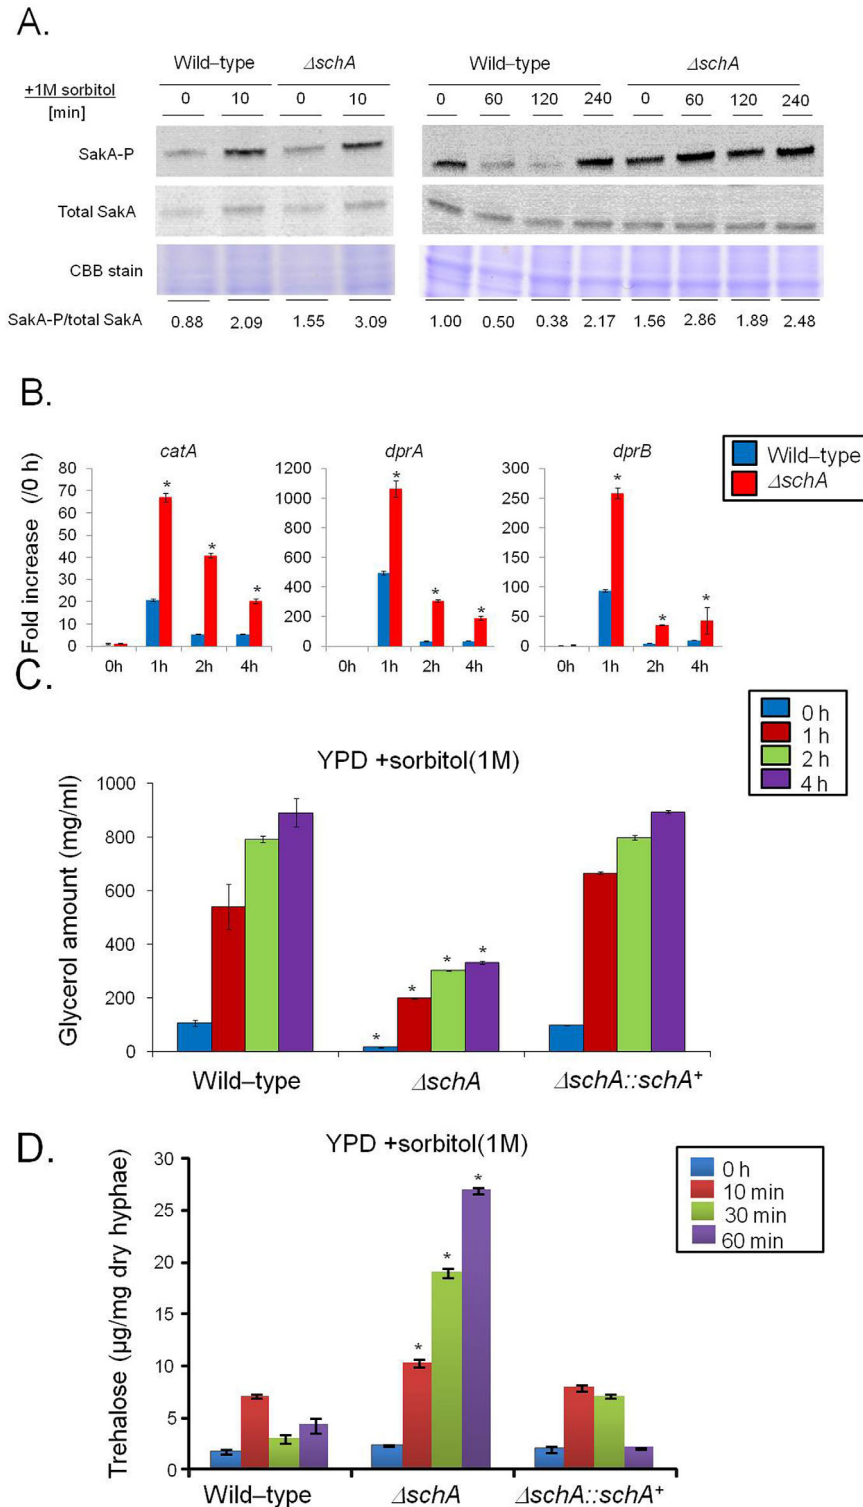 A.
Wild–type ΔschA Wild–type ΔschA
+1M sorbitol
[min]
0 10 0 10 0 60 120 240 0 60 120 240
SakA-P
Total SakA
CBB stain
SakA-P/total SakA 0.88 2.09 1.55 3.09 1.00 0.50 0.38 2.17 1.56 2.86 1.89 2.48
B.
catA dprA dprB
Wild–type
ΔschA
Fold increase (/0 h)
80
70
60
50
40
30
20
10
0
* * *
0h 1h 2h 4h
1200
1000
800
600
400
200
0
* * *
0h 1h 2h 4h
300
250
200
150
100
50
0
* * *
0h 1h 2h 4h
C.
0 h
1 h
2 h
4 h
YPD +sorbitol(1M)
Glycerol amount (mg/ml)
1000
800
600
400
200
0
* * * *
Wild–type ΔschA ΔschA::schA+
D.
YPD +sorbitol(1M)
0 h
10 min
30 min
60 min
Trehalose (μg/mg dry hyphae)
30
25
20
15
10
5
0
* * *
Wild–type ΔschA ΔschA::schA+